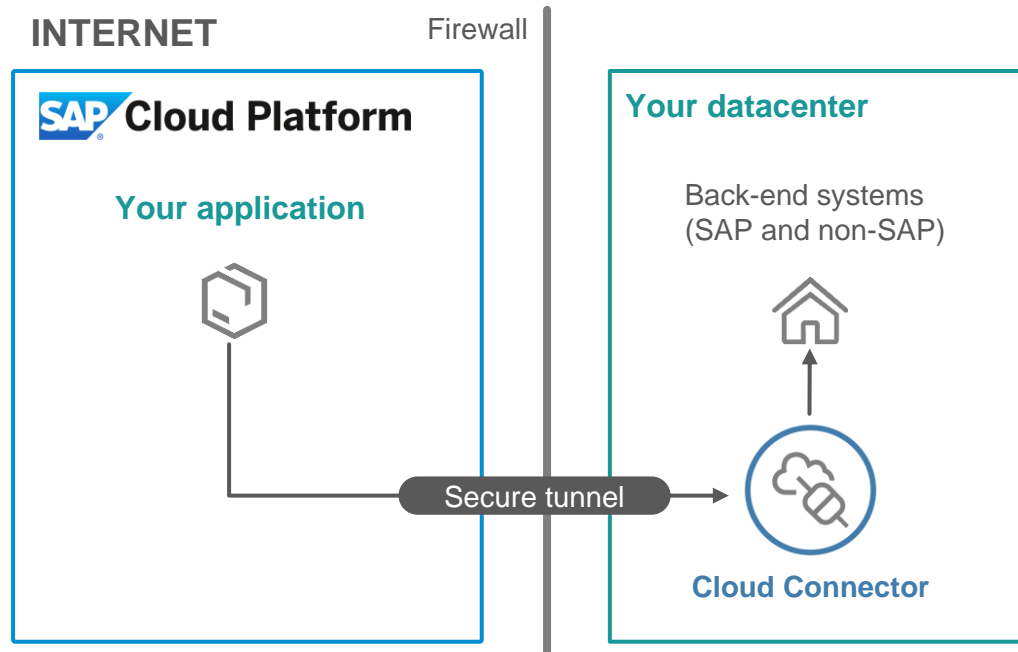 INTERNET
Firewall
SAP® Cloud Platform
Your datacenter
Your application
Back-end systems
(SAP and non-SAP)
Secure tunnel
Cloud Connector